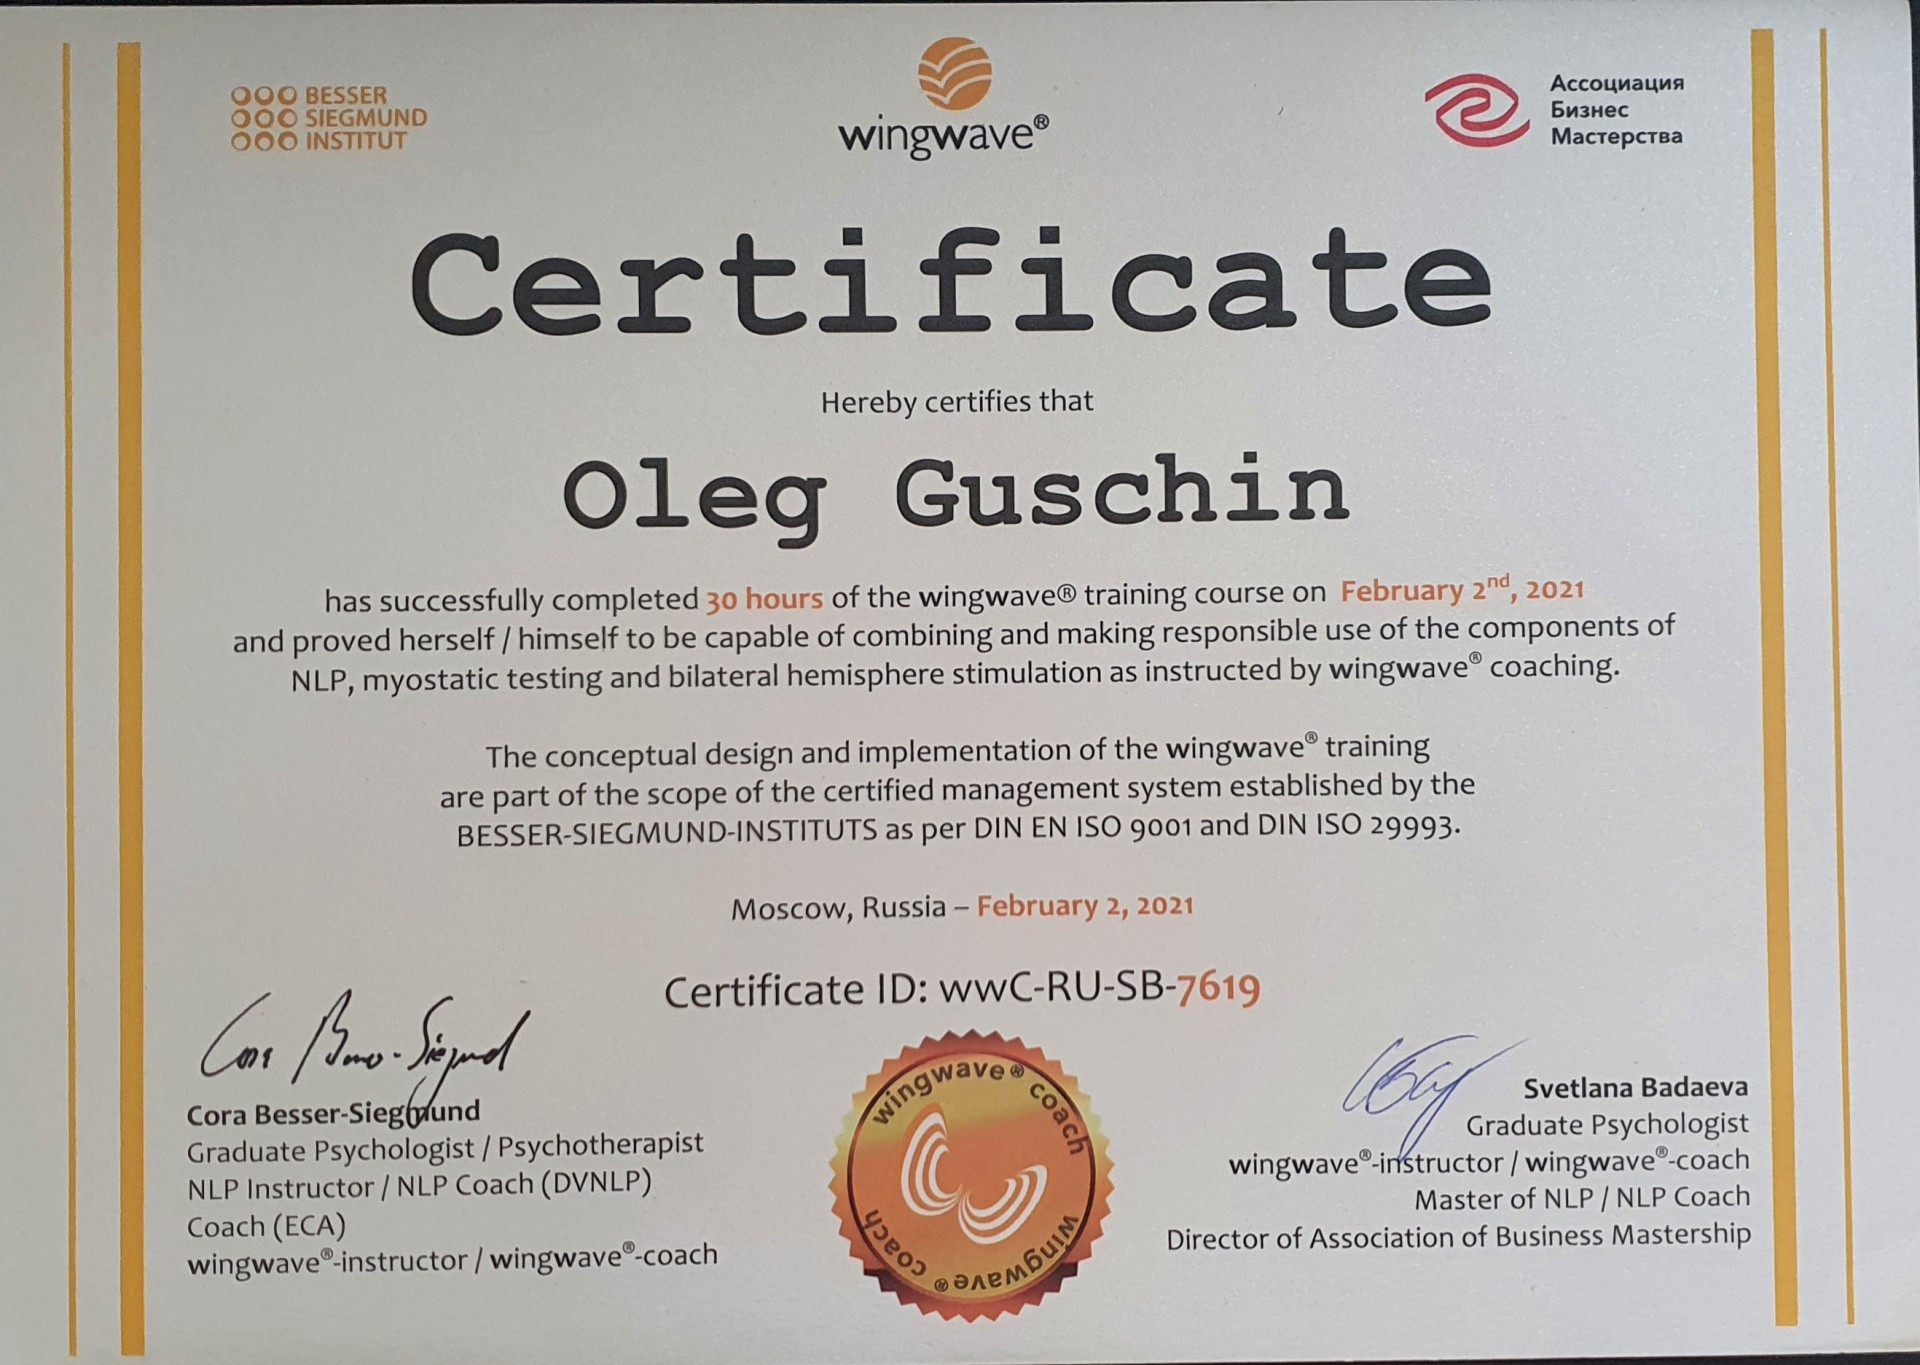 BESSER
SIEGMUND
INSTITUT
wingwave®
Ассоциация
Бизнес
Мастерства
Certificate
Hereby certifies that
Oleg Guschin
has successfully completed 30 hours of the wingwave® training course on February 2nd, 2021
and proved herself / himself to be capable of combining and making responsible use of the components of
NLP, myostatic testing and bilateral hemisphere stimulation as instructed by wingwave® coaching.
The conceptual design and implementation of the wingwave® training
are part of the scope of the certified management system established by the
BESSER-SIEGMUND-INSTITUTS as per DIN EN ISO 9001 and DIN ISO 29993.
Moscow, Russia – February 2, 2021
Certificate ID: wwC-RU-SB-7619
Cora Besser-Siegmund
Cora Besser-Siegmund
Graduate Psychologist / Psychotherapist
NLP Instructor / NLP Coach (DVNLP)
Coach (ECA)
wingwave®-instructor / wingwave®-coach
wingwave® coach
wingwave® coach
Svetlana Badaeva
Graduate Psychologist
wingwave®-instructor / wingwave®-coach
Master of NLP / NLP Coach
Director of Association of Business Mastership